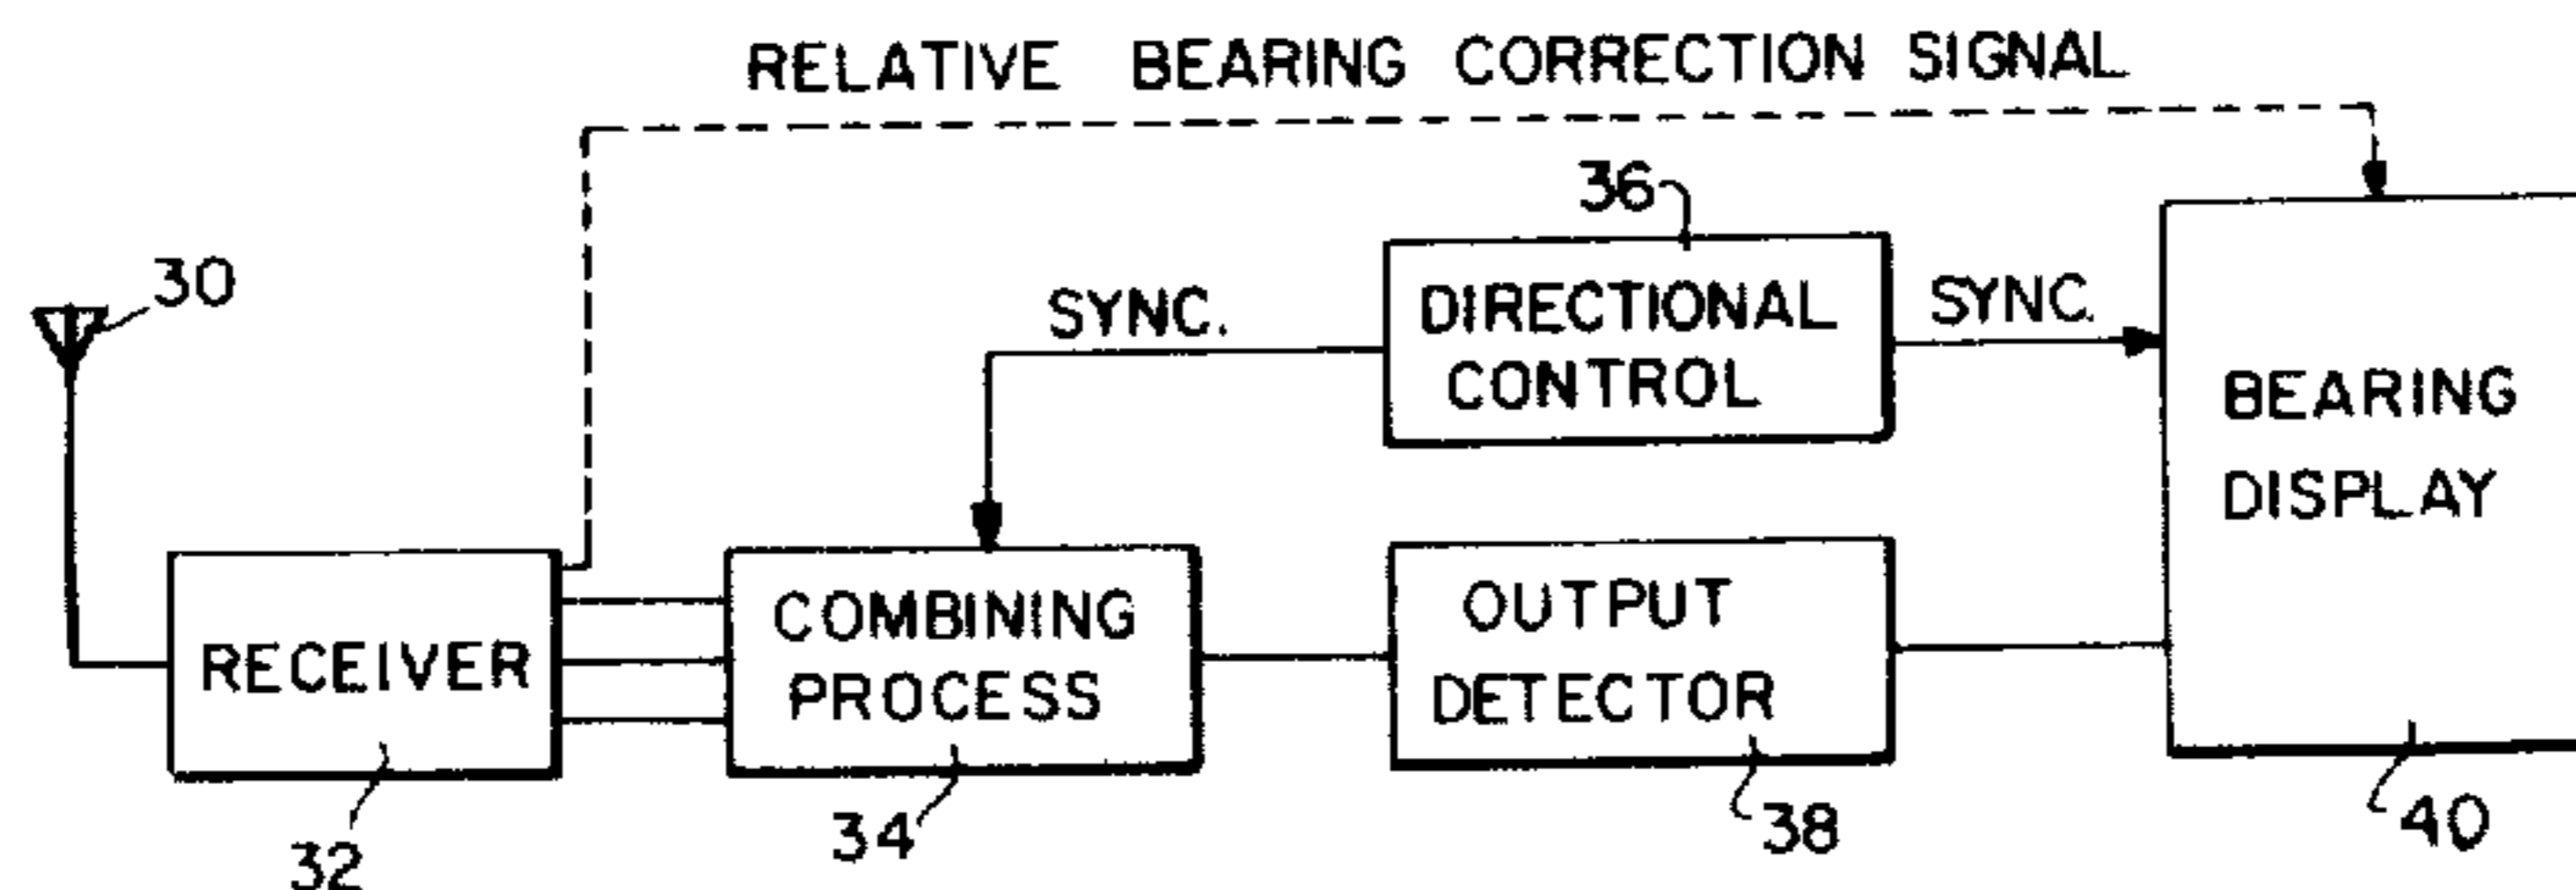 RELATIVE BEARING CORRECTION SIGNAL
36
30
SYNC.
DIRECTIONAL
CONTROL
SYNC.
BEARING
DISPLAY
RECEIVER
COMBINING
PROCESS
OUTPUT
DETECTOR
32
34
38
40